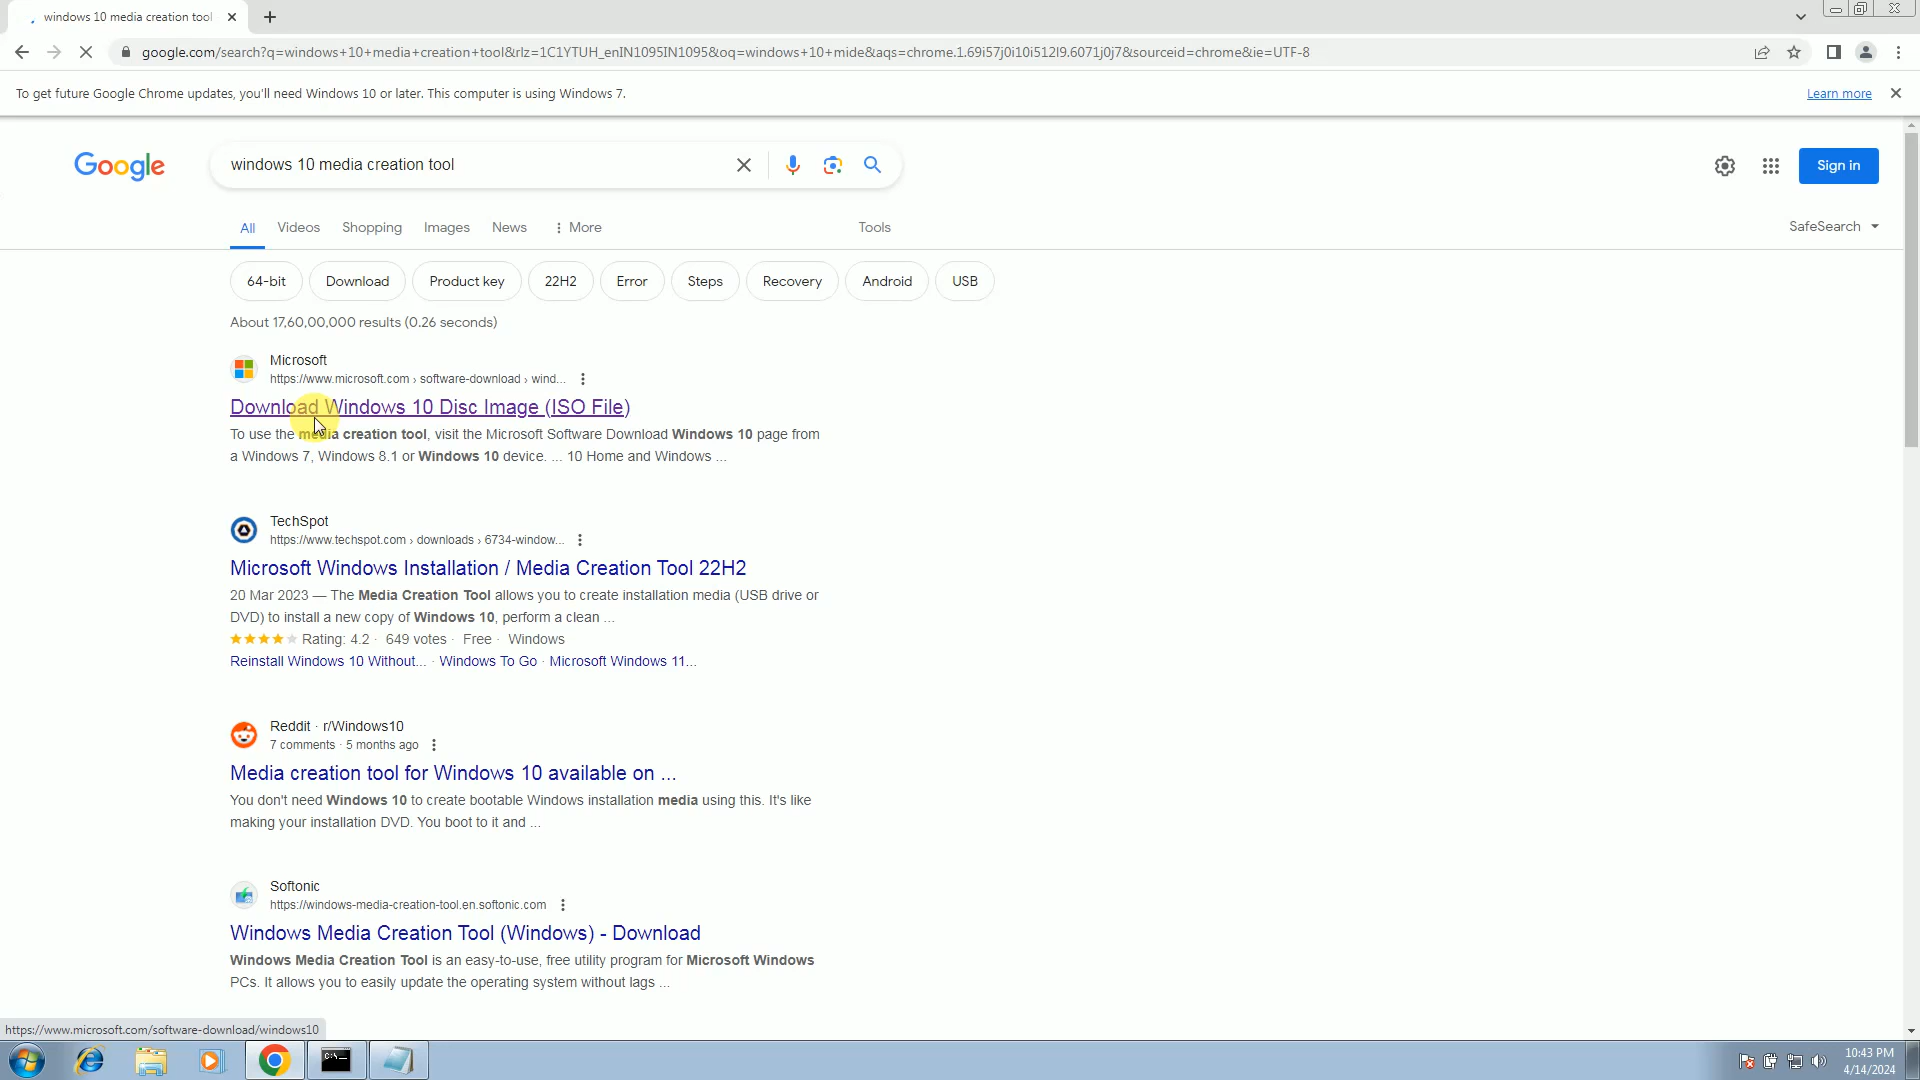 windows 10 media creation tool
google.com/search?q=windows+10+media+creation+tool&rlz=1C1YTUH_enIN1095IN1095&oq=windows+10+mide&aqs=chrome.1.69i57j0i10i512l9.6071j0j7&sourceid=chrome&ie=UTF-8
To get future Google Chrome updates, you'll need Windows 10 or later. This computer is using Windows 7.
Learn more
Google
windows 10 media creation tool
Sign in
All Videos Shopping Images News More Tools
SafeSearch
64-bit Download Product key 22H2 Error Steps Recovery Android USB
About 17,60,00,000 results (0.26 seconds)
Microsoft
https://www.microsoft.com › software-download › wind...
Download Windows 10 Disc Image (ISO File)
To use the media creation tool, visit the Microsoft Software Download Windows 10 page from
a Windows 7, Windows 8.1 or Windows 10 device. ... 10 Home and Windows ...
TechSpot
https://www.techspot.com › downloads › 6734-window...
Microsoft Windows Installation / Media Creation Tool 22H2
20 Mar 2023 — The Media Creation Tool allows you to create installation media (USB drive or
DVD) to install a new copy of Windows 10, perform a clean ...
Rating: 4.2 · 649 votes · Free · Windows
Reinstall Windows 10 Without... · Windows To Go · Microsoft Windows 11...
Reddit · r/Windows10
7 comments · 5 months ago
Media creation tool for Windows 10 available on ...
You don't need Windows 10 to create bootable Windows installation media using this. It's like
making your installation DVD. You boot to it and ...
Softonic
https://windows-media-creation-tool.en.softonic.com
Windows Media Creation Tool (Windows) - Download
Windows Media Creation Tool is an easy-to-use, free utility program for Microsoft Windows
PCs. It allows you to easily update the operating system without lags ...
https://www.microsoft.com/software-download/windows10
C:\_
10:43 PM
4/14/2024